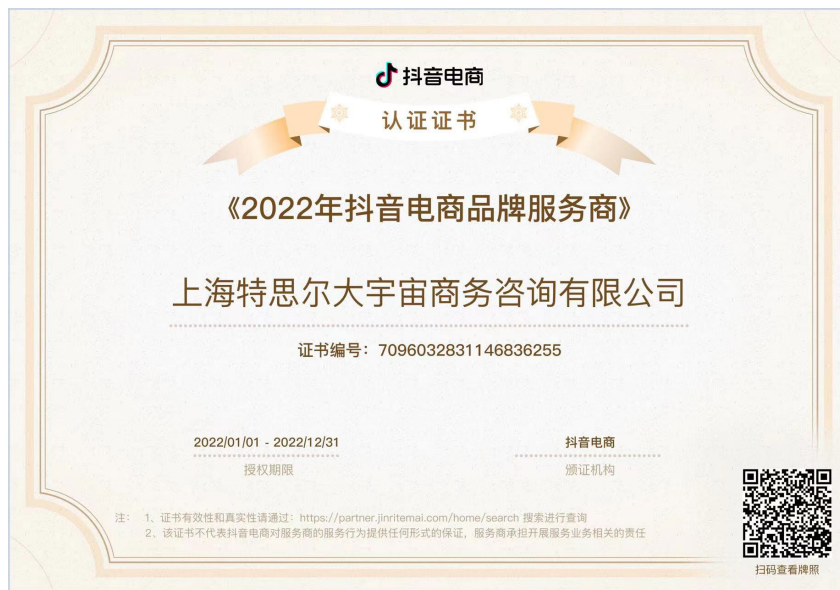 抖音电商
认证证书
《2022年抖音电商品牌服务商》
上海特思尔大宇宙商务咨询有限公司
证书编号：7096032831146836255
2022/01/01 - 2022/12/31
授权期限
抖音电商
颁证机构
注： 1、证书有效性和真实性请通过：https://partner.jinritemai.com/home/search 搜索进行查询
2、该证书不代表抖音电商对服务商的服务行为提供任何形式的保证，服务商承担开展服务业务相关的责任
扫码查看牌照